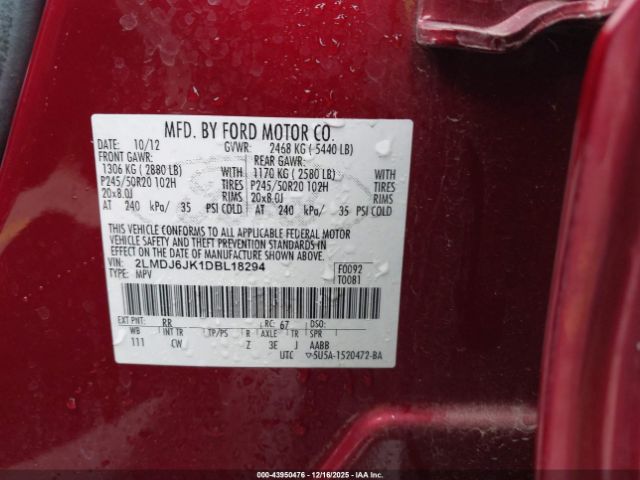 MFD. BY FORD MOTOR CO.
DATE: 10/12 GVWR: 2468 KG ( 5440 LB)
FRONT GAWR: REAR GAWR:
1306 KG ( 2880 LB) WITH 1170 KG ( 2580 LB) WITH
P245/50R20 102H TIRES P245/50R20 102H TIRES
20x8.0J RIMS 20x8.0J RIMS
AT 240 kPa/ 35 PSI COLD AT 240 kPa/ 35 PSI COLD
THIS VEHICLE CONFORMS TO ALL APPLICABLE FEDERAL MOTOR
VEHICLE SAFETY AND THEFT PREVENTION STANDARDS IN
EFFECT ON THE DATE OF MANUFACTURE SHOWN ABOVE.
VIN: 2LMDJ6JK1DBL18294 F0092
TYPE: MPV T0081
EXT PNT: RR RC: 67 DSO:
WB INT TR TP/PS R AXLE TR SPR
111 CW Z 3E J AABB
UTC ▽5U5A-1520472-BA
000-43950476 12/16/2025 IAAI.com